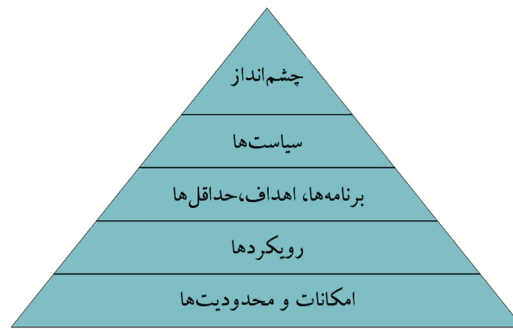 چشم‌انداز
سیاست‌ها
برنامه‌ها، اهداف،حداقل‌ها
رویکردها
امکانات و محدودیت‌ها